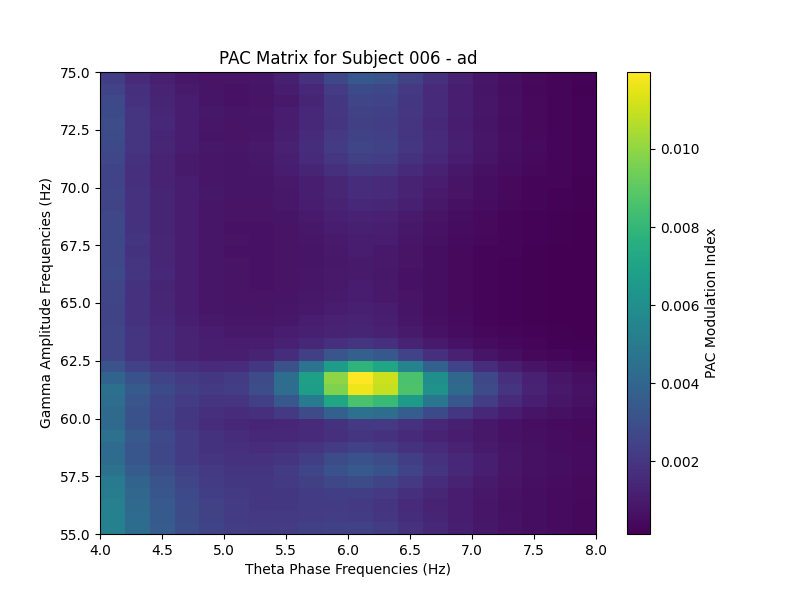 PAC Matrix for Subject 006 - ad
75.0
72.5
70.0
67.5
65.0
62.5
60.0
57.5
55.0
Gamma Amplitude Frequencies (Hz)
4.0 4.5 5.0 5.5 6.0 6.5 7.0 7.5 8.0
Theta Phase Frequencies (Hz)
0.010
0.008
0.006
0.004
0.002
PAC Modulation Index